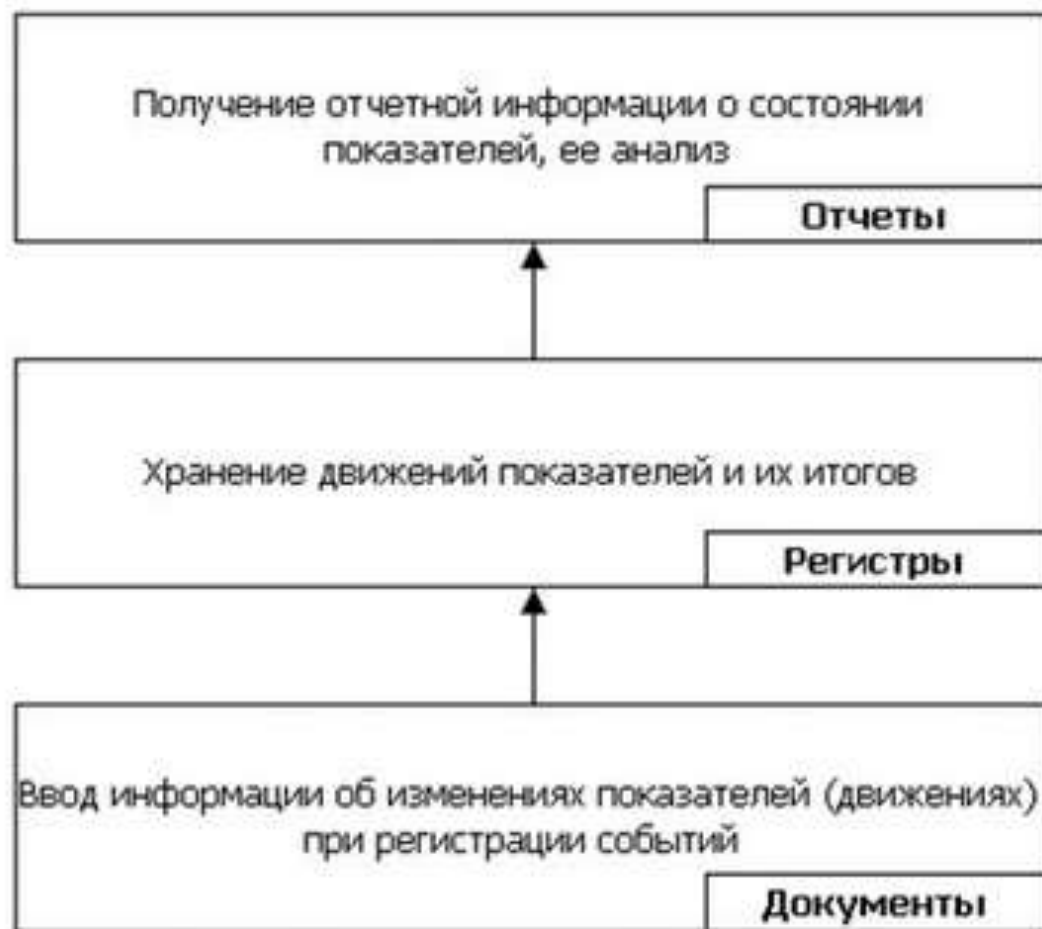 Получение отчетной информации о состоянии
показателей, ее анализ
Отчеты
Хранение движений показателей и их итогов
Регистры
Ввод информации об изменениях показателей (движениях)
при регистрации событий
Документы